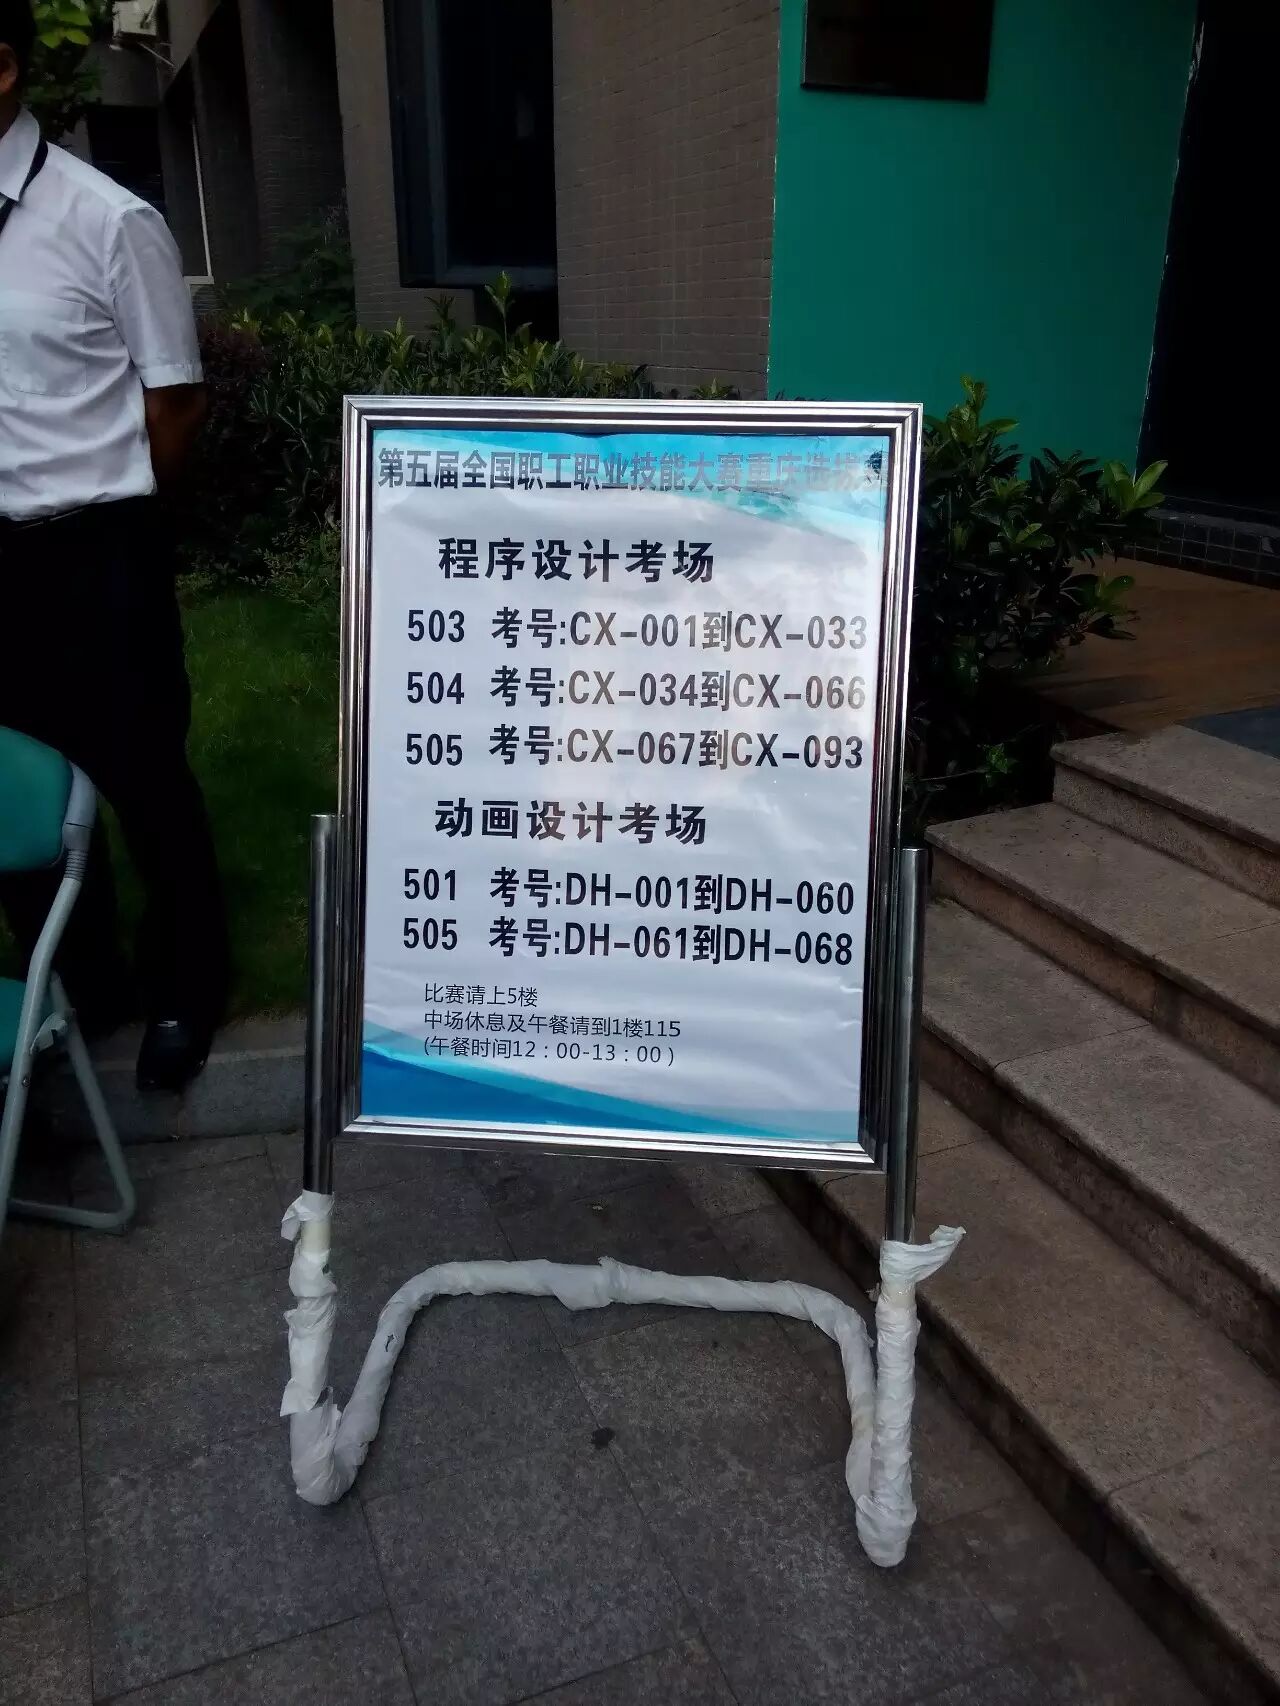 第五届全国职工职业技能大赛重庆选拔赛
程序设计考场
503 考号:CX-001到CX-033
504 考号:CX-034到CX-066
505 考号:CX-067到CX-093
动画设计考场
501 考号:DH-001到DH-060
505 考号:DH-061到DH-068
比赛请上5楼
中场休息及午餐请到1楼115
(午餐时间12：00-13：00)